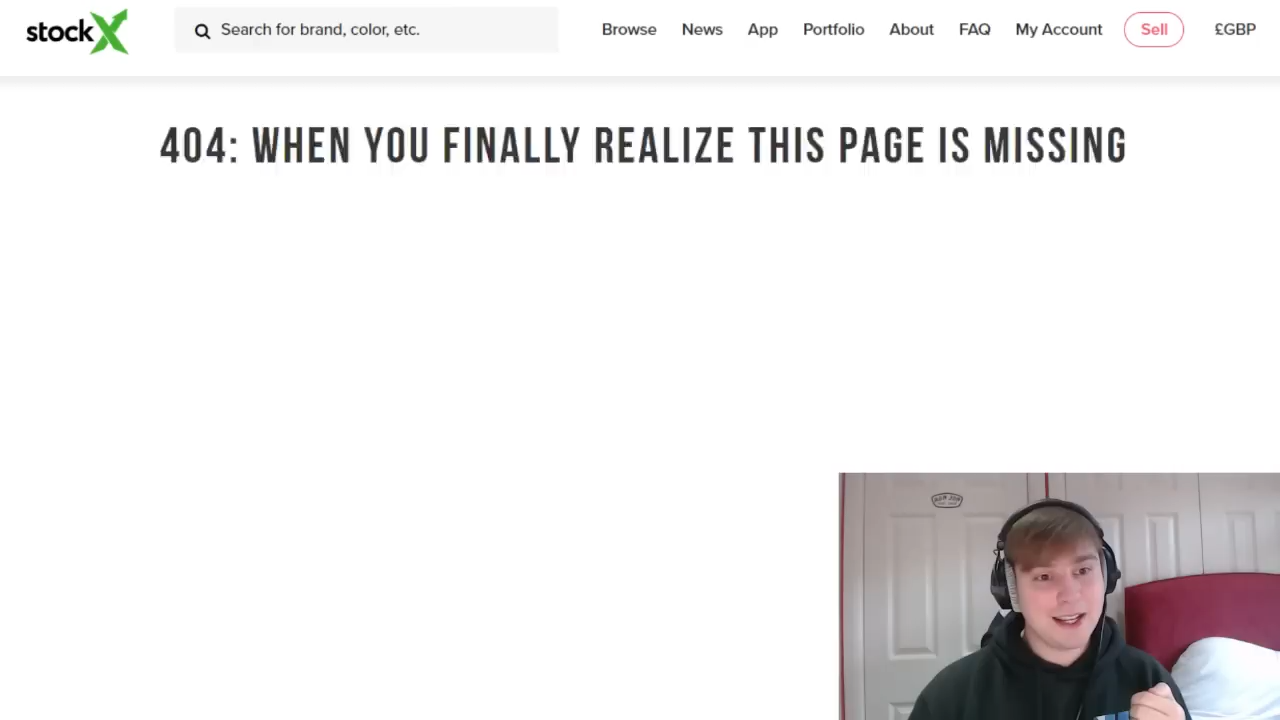 stockX
Search for brand, color, etc.
Browse News App Portfolio About FAQ My Account Sell £GBP
404: WHEN YOU FINALLY REALIZE THIS PAGE IS MISSING